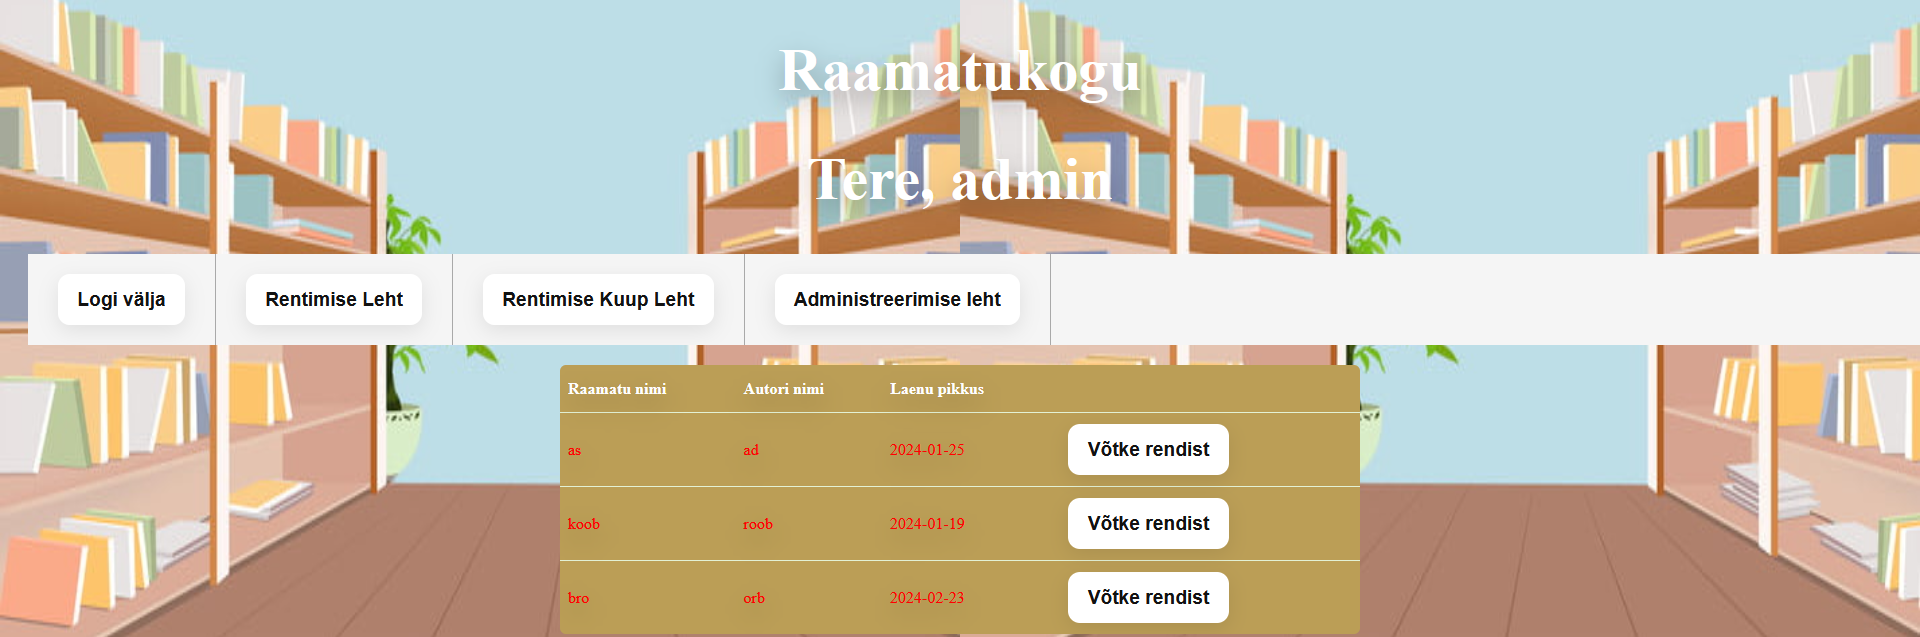 Raamatukogu
Tere, admin
Logi välja Rentimise Leht Rentimise Kuup Leht Administreerimise leht
Raamatu nimi Autori nimi Laenu pikkus
as ad 2024-01-25 Võtke rendist
koob roob 2024-01-19 Võtke rendist
bro orb 2024-02-23 Võtke rendist